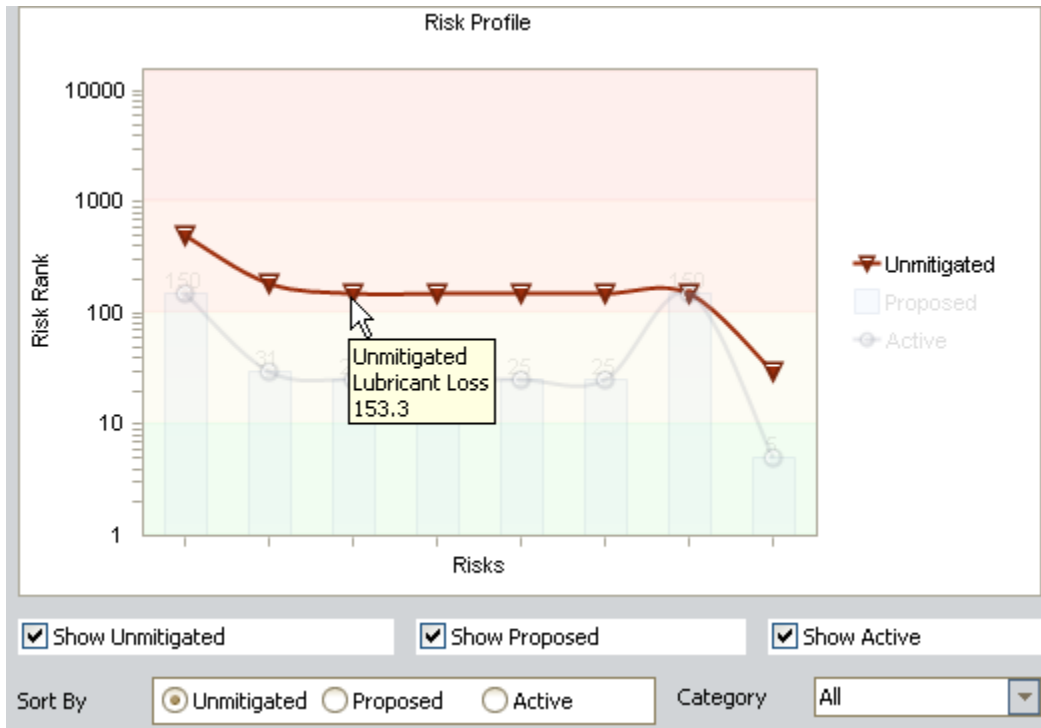 Risk Profile
10000
1000
100
10
1
Risk Rank
150
31
25
25
150
5
Unmitigated
Lubricant Loss
153.3
Risks
Unmitigated
Proposed
Active
Show Unmitigated
Show Proposed
Show Active
Sort By
Unmitigated
Proposed
Active
Category
All